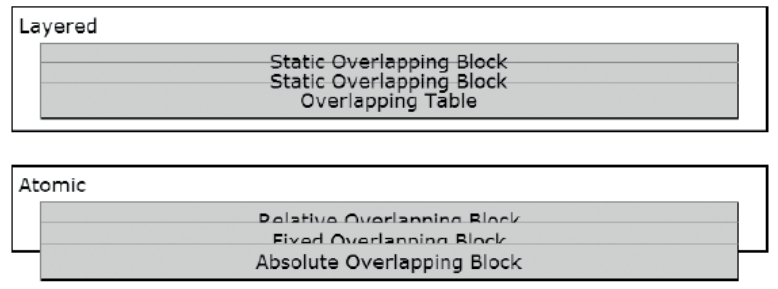 Layered
Static Overlapping Block
Static Overlapping Block
Overlapping Table
Atomic
Relative Overlapping Block
Fixed Overlapping Block
Absolute Overlapping Block